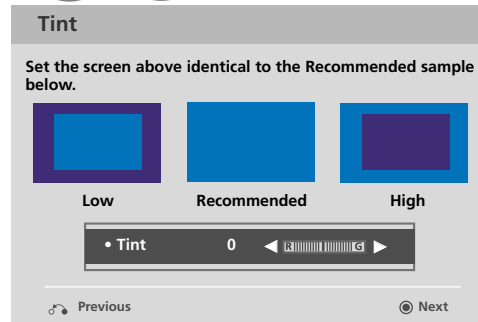 Tint
Set the screen above identical to the Recommended sample
below.
Low Recommended High
• Tint 0 ◀ R G ▶
Previous Next